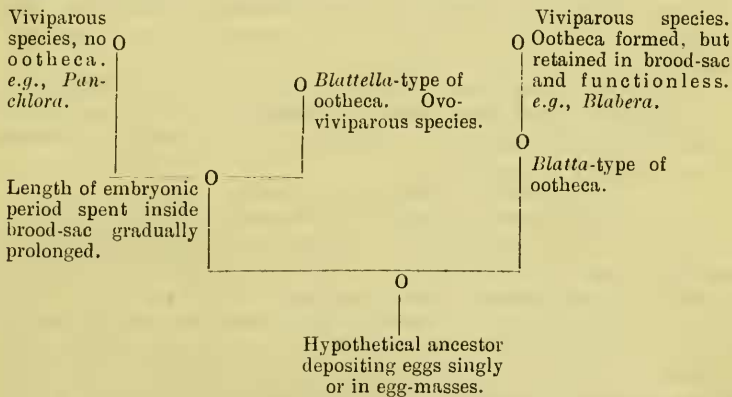 Viviparous
species, no
ootheca.
e.g., Pan-
chlora.
O
O
Blattella-type of
ootheca. Ovo-
viviparous species.
O
Viviparous species.
Ootheca formed, but
retained in brood-sac
and functionless.
e.g., Blabera.
O
Blatta-type of
ootheca.
O
Length of embryonic
period spent inside
brood-sac gradually
prolonged.
O
Hypothetical ancestor
depositing eggs singly
or in egg-masses.